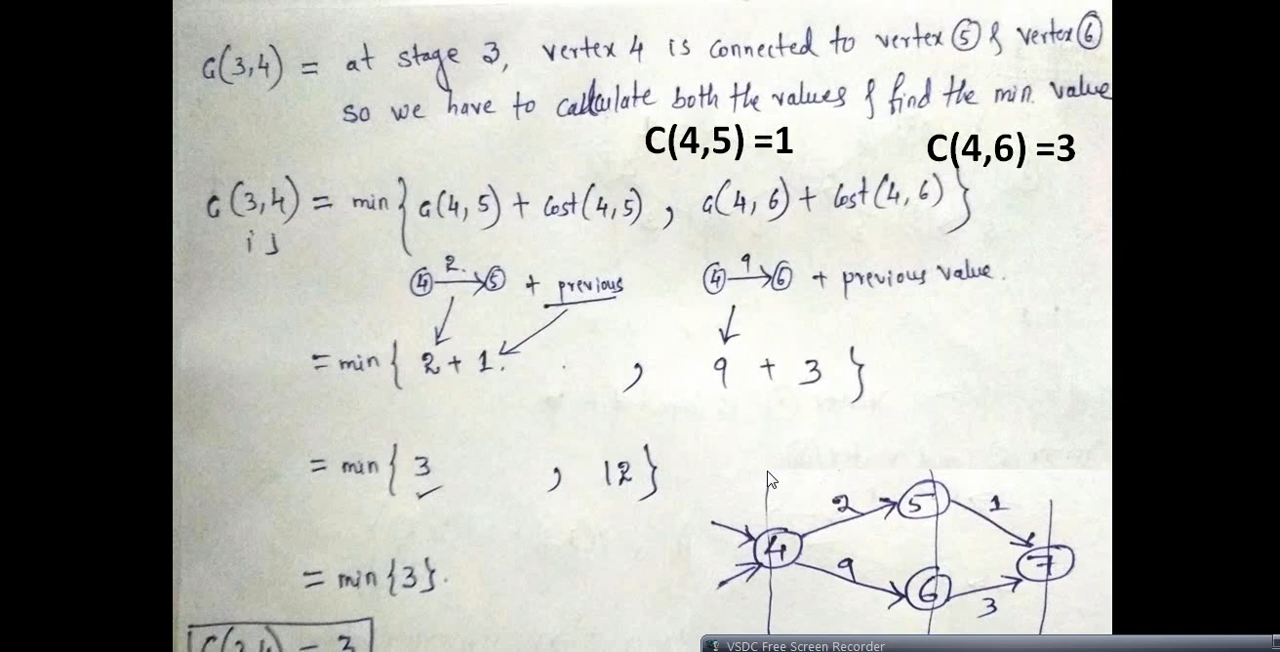 G(3,4) = at stage 3, vertex 4 is connected to vertex ⑤ & vertex ⑥
so we have to calculate both the values & find the min. value
C(4,5) =1 C(4,6) =3
G(3,4) = min{G(4,5) + cost(4,5) , G(4,6) + cost(4,6)}
i j
④ 2. ⑤ + previous ④ 9 ⑥ + previous value.
= min{ 2 + 1. , 9 + 3 }
= min{ 3 , 12}
= min{3}.
C(3,4) = 3
2 5 1
4 7
9 6 3
VSDC Free Screen Recorder